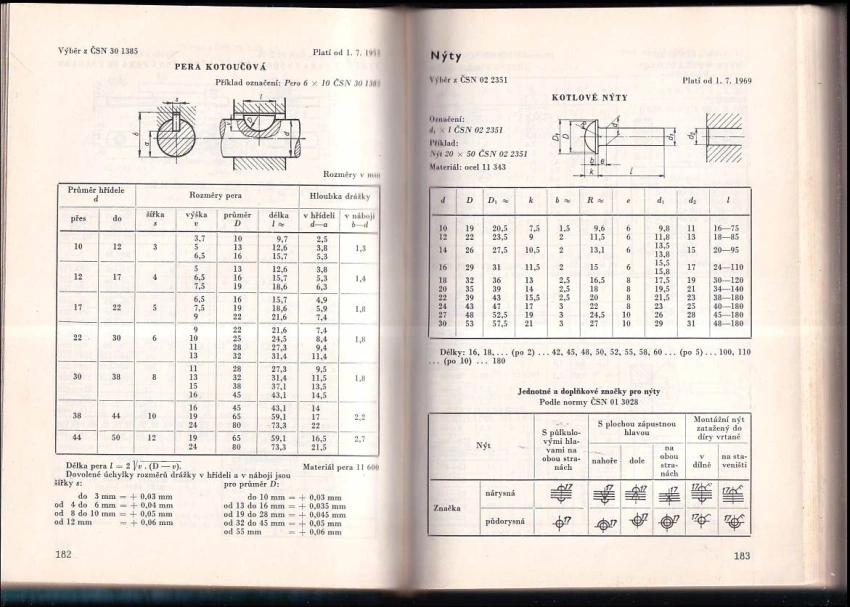 Výběr z ČSN 30 1385
Platí od 1. 7.
PERA KOTOUČOVÁ
Příklad označení: Pero 6 × 10 ČSN 30 1385
s
l
b
a
v
D
d
Rozměry v mm
Průměr hřídele d | Rozměry pera | Hloubka drážky
přes | do | šířka s | výška v | průměr D | délka l ≈ | v hřídeli d—a | v náboji b—d
10 12 3 3,7 10 9,7 2,5 1,3
5 13 12,6 3,8
6,5 16 15,7 5,3
12 17 4 5 13 12,6 3,8 1,4
6,5 16 15,7 5,3
7,5 19 18,6 6,3
17 22 5 6,5 16 15,7 4,9 1,8
7,5 19 18,6 5,9
9 22 21,6 7,4
22 30 6 9 22 21,6 7,4 1,8
10 25 24,5 8,4
11 28 27,3 9,4
13 32 31,4 11,4
30 38 8 11 28 27,3 9,5 1,8
13 32 31,4 11,5
15 38 37,1 13,5
16 45 43,1 14,5
38 44 10 16 45 43,1 14 2,2
19 65 59,1 17
24 80 73,3 22
44 50 12 19 65 59,1 16,5 2,7
24 80 73,3 21,5
Délka pera l = 2 √v . (D — v).
Materiál pera 11 600
Dovolené úchylky rozměrů drážky v hřídeli a v náboji jsou
šířky s:
do 3 mm = + 0,03 mm
od 4 do 6 mm = + 0,04 mm
od 8 do 10 mm = + 0,05 mm
od 12 mm = + 0,06 mm
pro průměr D:
do 10 mm = + 0,03 mm
od 13 do 16 mm = + 0,035 mm
od 19 do 28 mm = + 0,045 mm
od 32 do 45 mm = + 0,05 mm
od 55 mm = + 0,06 mm
182
Nýty
Výběr z ČSN 02 2351
Platí od 1. 7. 1969
KOTLOVÉ NÝTY
Označení:
d₁ × l ČSN 02 2351
Příklad:
Nýt 20 × 50 ČSN 02 2351
Materiál: ocel 11 343
D₁
D
R
d
b
e
k
l
d₁
d₂
d D D₁ ≈ k b ≈ R ≈ e d₁ d₂ l
10 19 20,5 7,5 1,5 9,6 6 9,8 11 16—75
12 22 23,5 9 2 11,5 6 11,8 13 18—85
14 26 27,5 10,5 2 13,1 6 13,5 13,8 15 20—95
16 29 31 11,5 2 15 6 15,5 15,8 17 24—110
18 32 36 13 2,5 16,5 8 17,5 19 30—120
20 35 39 14 2,5 18 8 19,5 21 34—140
22 39 43 15,5 2,5 20 8 21,5 23 38—180
24 43 47 17 3 22 8 23 25 40—180
27 48 52,5 19 3 24,5 10 26 28 45—180
30 53 57,5 21 3 27 10 29 31 48—180
Délky: 16, 18, ... (po 2) ... 42, 45, 48, 50, 52, 55, 58, 60 ... (po 5) ... 100, 110
... (po 10) ... 180
Jednotné a doplňkové značky pro nýty
Podle normy ČSN 01 3028
Nýt
S půlkulovými hlavami na obou stranách
S plochou zápustnou hlavou
nahoře
dole
na obou stranách
Montážní nýt zatažený do díry vrtané
v dílně
na staveništi
Značka
nárysná
17 17 17 17 17 17
půdorysná
17 17 17 17 17 17
183